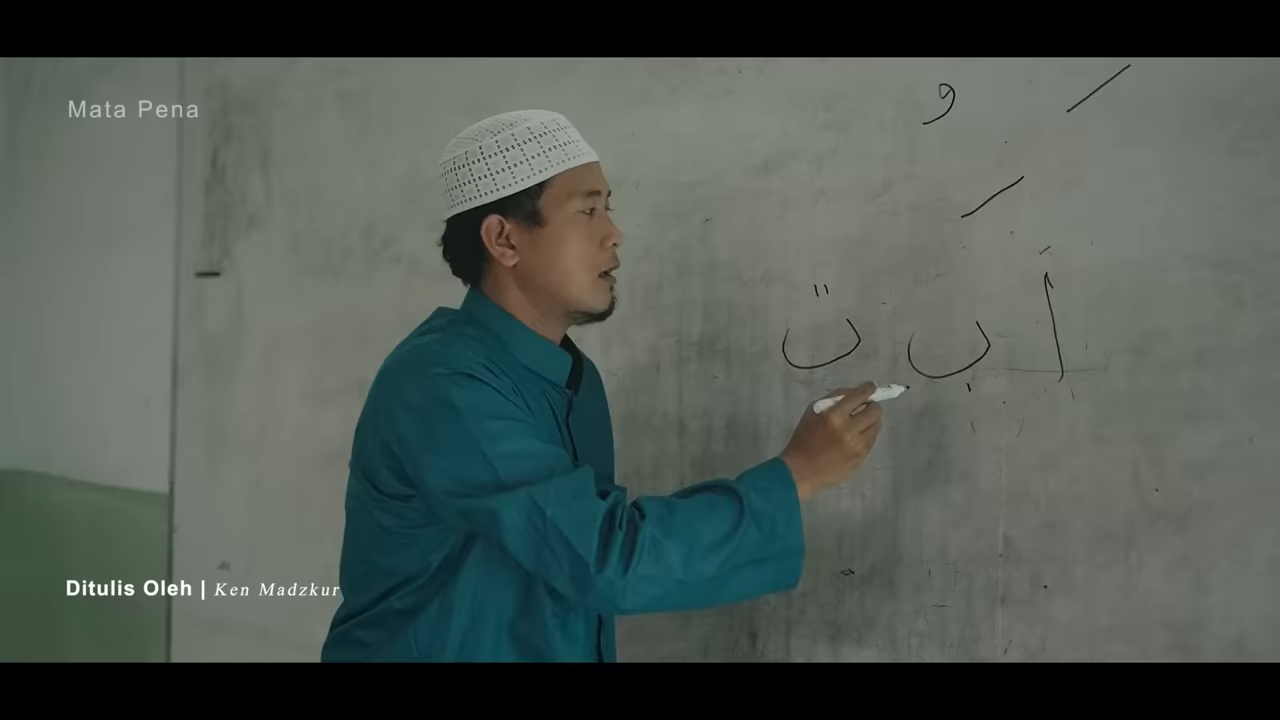 Mata Pena
و
أ ب ت
Ditulis Oleh | Ken Madzkur